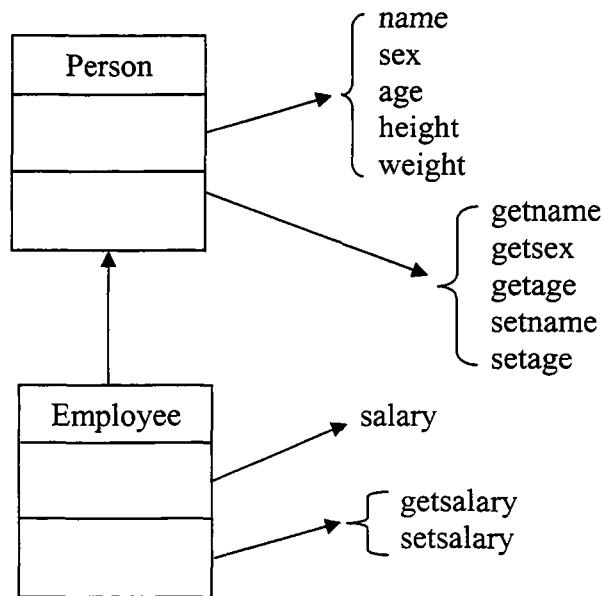 Person
name
sex
age
height
weight
getname
getsex
getage
setname
setage
Employee
salary
getsalary
setsalary